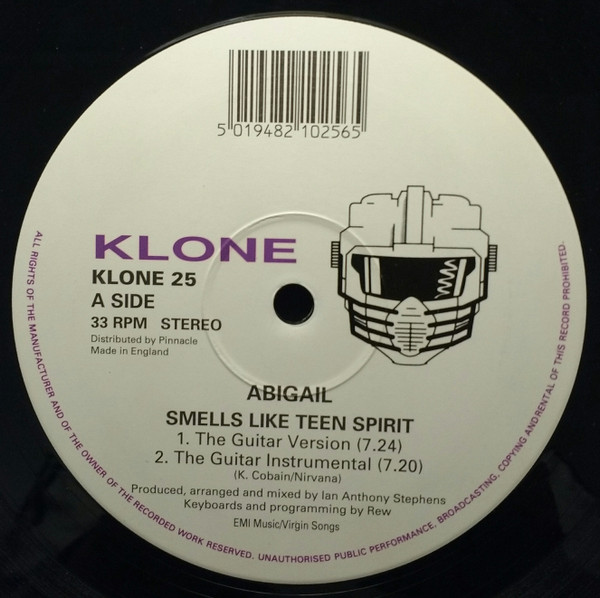 5 019482 102565
KLONE
KLONE 25
A SIDE
33 RPM STEREO
Distributed by Pinnacle
Made in England
ABIGAIL
SMELLS LIKE TEEN SPIRIT
1. The Guitar Version (7.24)
2. The Guitar Instrumental (7.20)
(K. Cobain/Nirvana)
Produced, arranged and mixed by Ian Anthony Stephens
Keyboards and programming by Rew
EMI Music/Virgin Songs
ALL RIGHTS OF THE MANUFACTURER AND OF THE OWNER OF THE RECORDED WORK RESERVED. UNAUTHORISED PUBLIC PERFORMANCE, BROADCASTING, COPYING AND RENTAL OF THIS RECORD PROHIBITED.